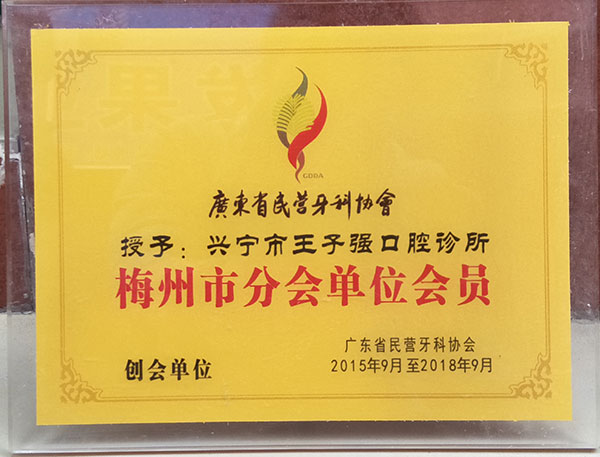 GDDA
廣東省民营牙科协會
授予：兴宁市王子强口腔诊所
梅州市分会单位会员
创会单位
广东省民营牙科协会
2015年9月至2018年9月